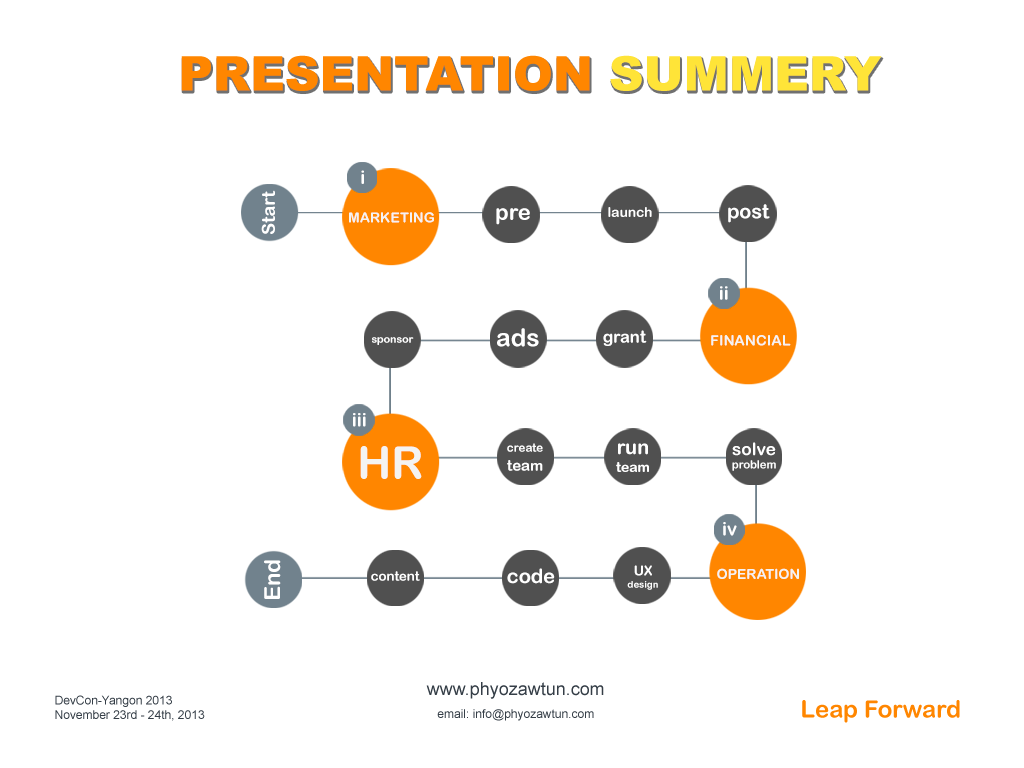 PRESENTATION SUMMERY
Start
i
MARKETING
pre
launch
post
ii
FINANCIAL
grant
ads
sponsor
iii
HR
create
team
run
team
solve
problem
iv
OPERATION
UX
design
code
content
End
DevCon-Yangon 2013
November 23rd - 24th, 2013
www.phyozawtun.com
email: info@phyozawtun.com
Leap Forward